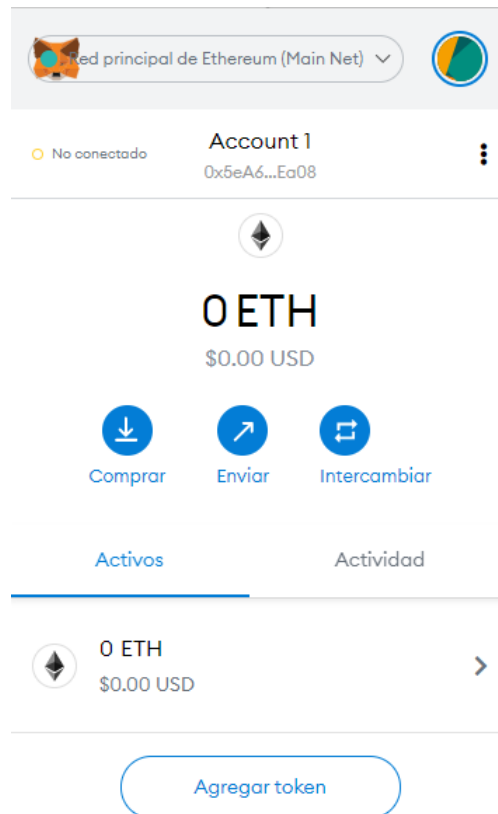 Red principal de Ethereum (Main Net)
No conectado
Account 1
0x5eA6...Ea08
0 ETH
$0.00 USD
Comprar
Enviar
Intercambiar
Activos
Actividad
0 ETH
$0.00 USD
Agregar token